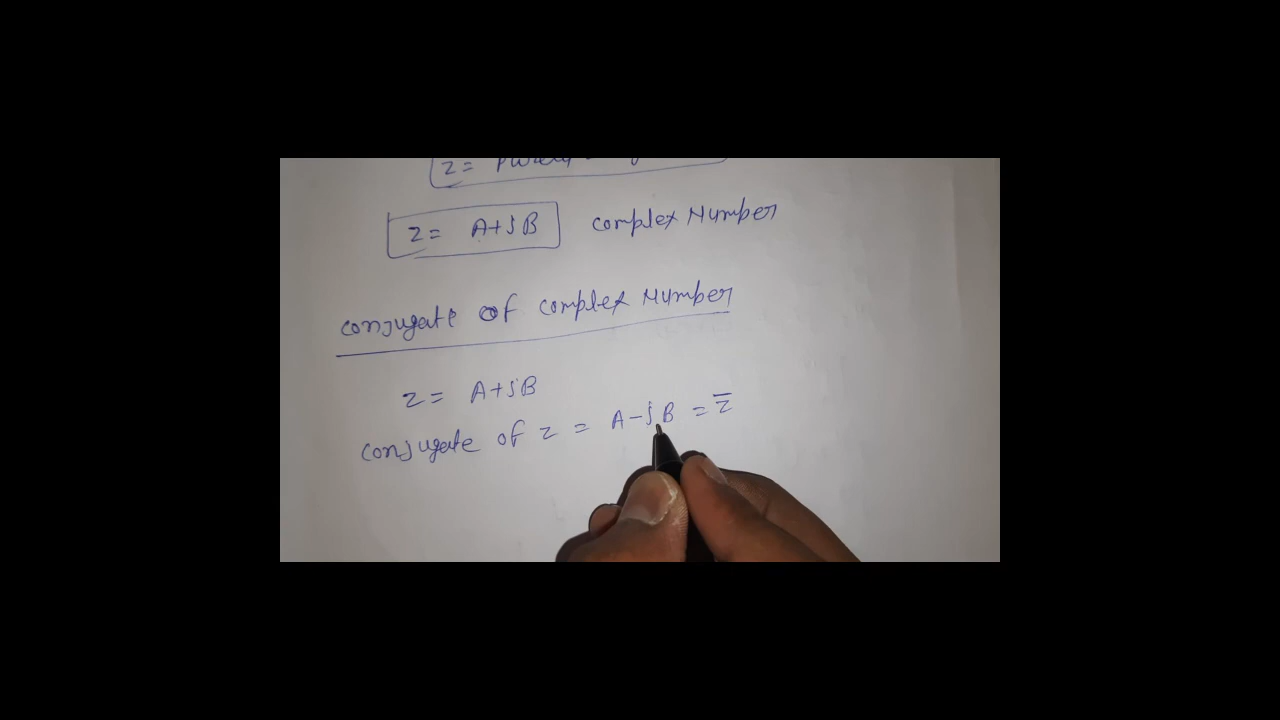 z =
z = A+jB complex Number
conjugate of complex Number
z = A+jB
conjugate of z = A-jB = z̅